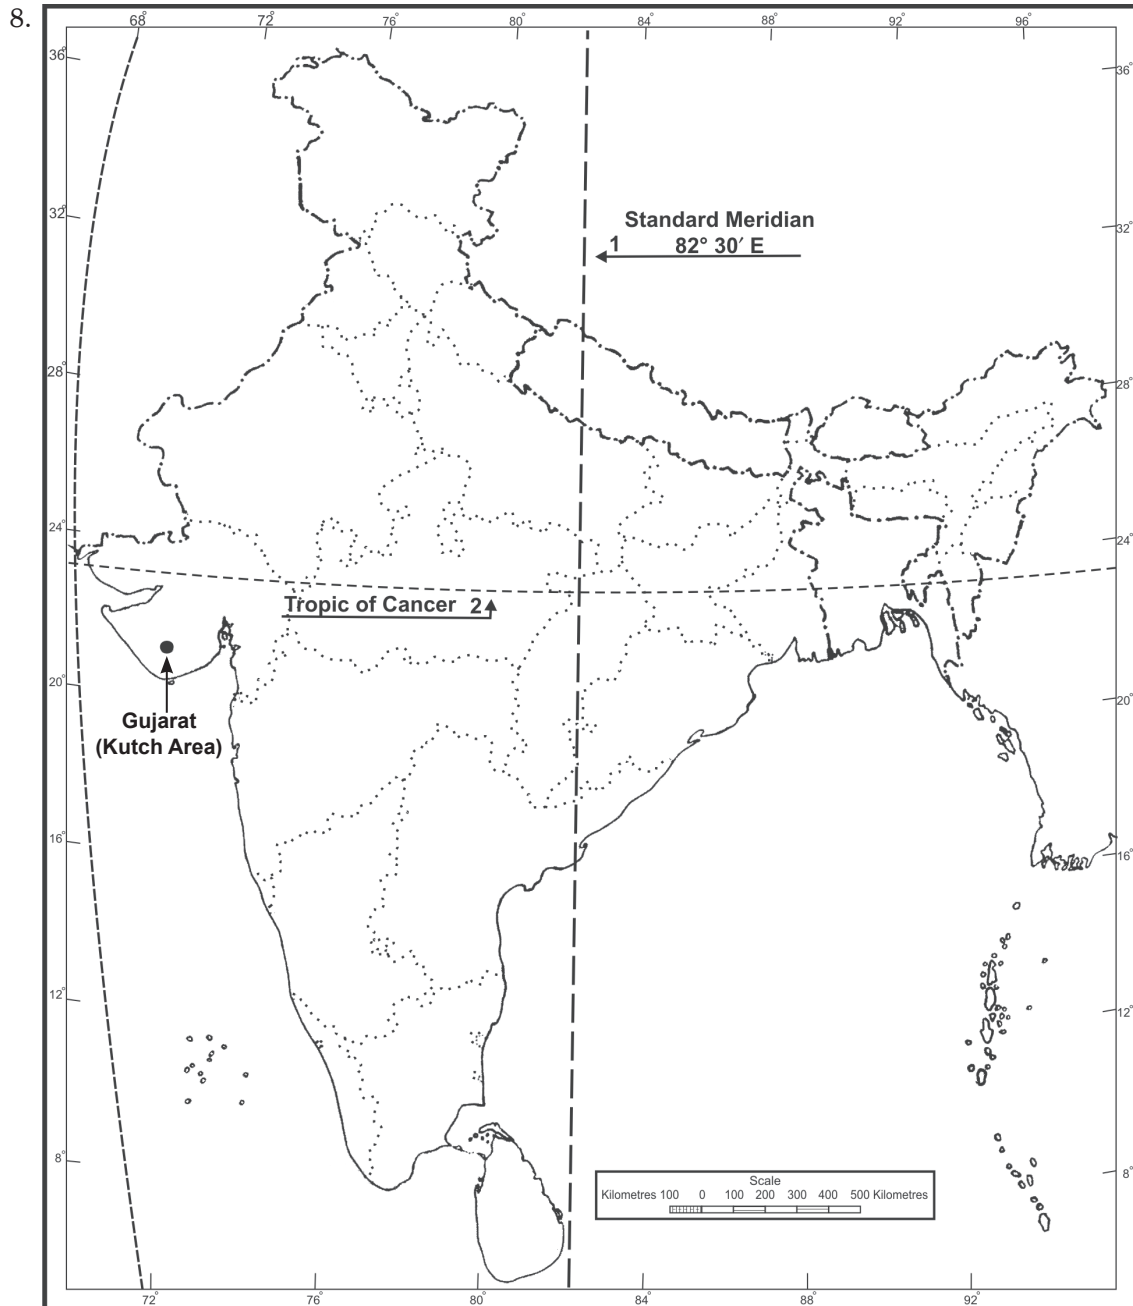 8.
68° 72° 76° 80° 84° 88° 92° 96°
36° 36°
32° 32°
Standard Meridian
1 82° 30′ E
28° 28°
24° 24°
Tropic of Cancer 2
20° 20°
Gujarat
(Kutch Area)
16° 16°
12° 12°
8° 8°
Scale
Kilometres 100 0 100 200 300 400 500 Kilometres
72° 76° 80° 84° 88° 92°